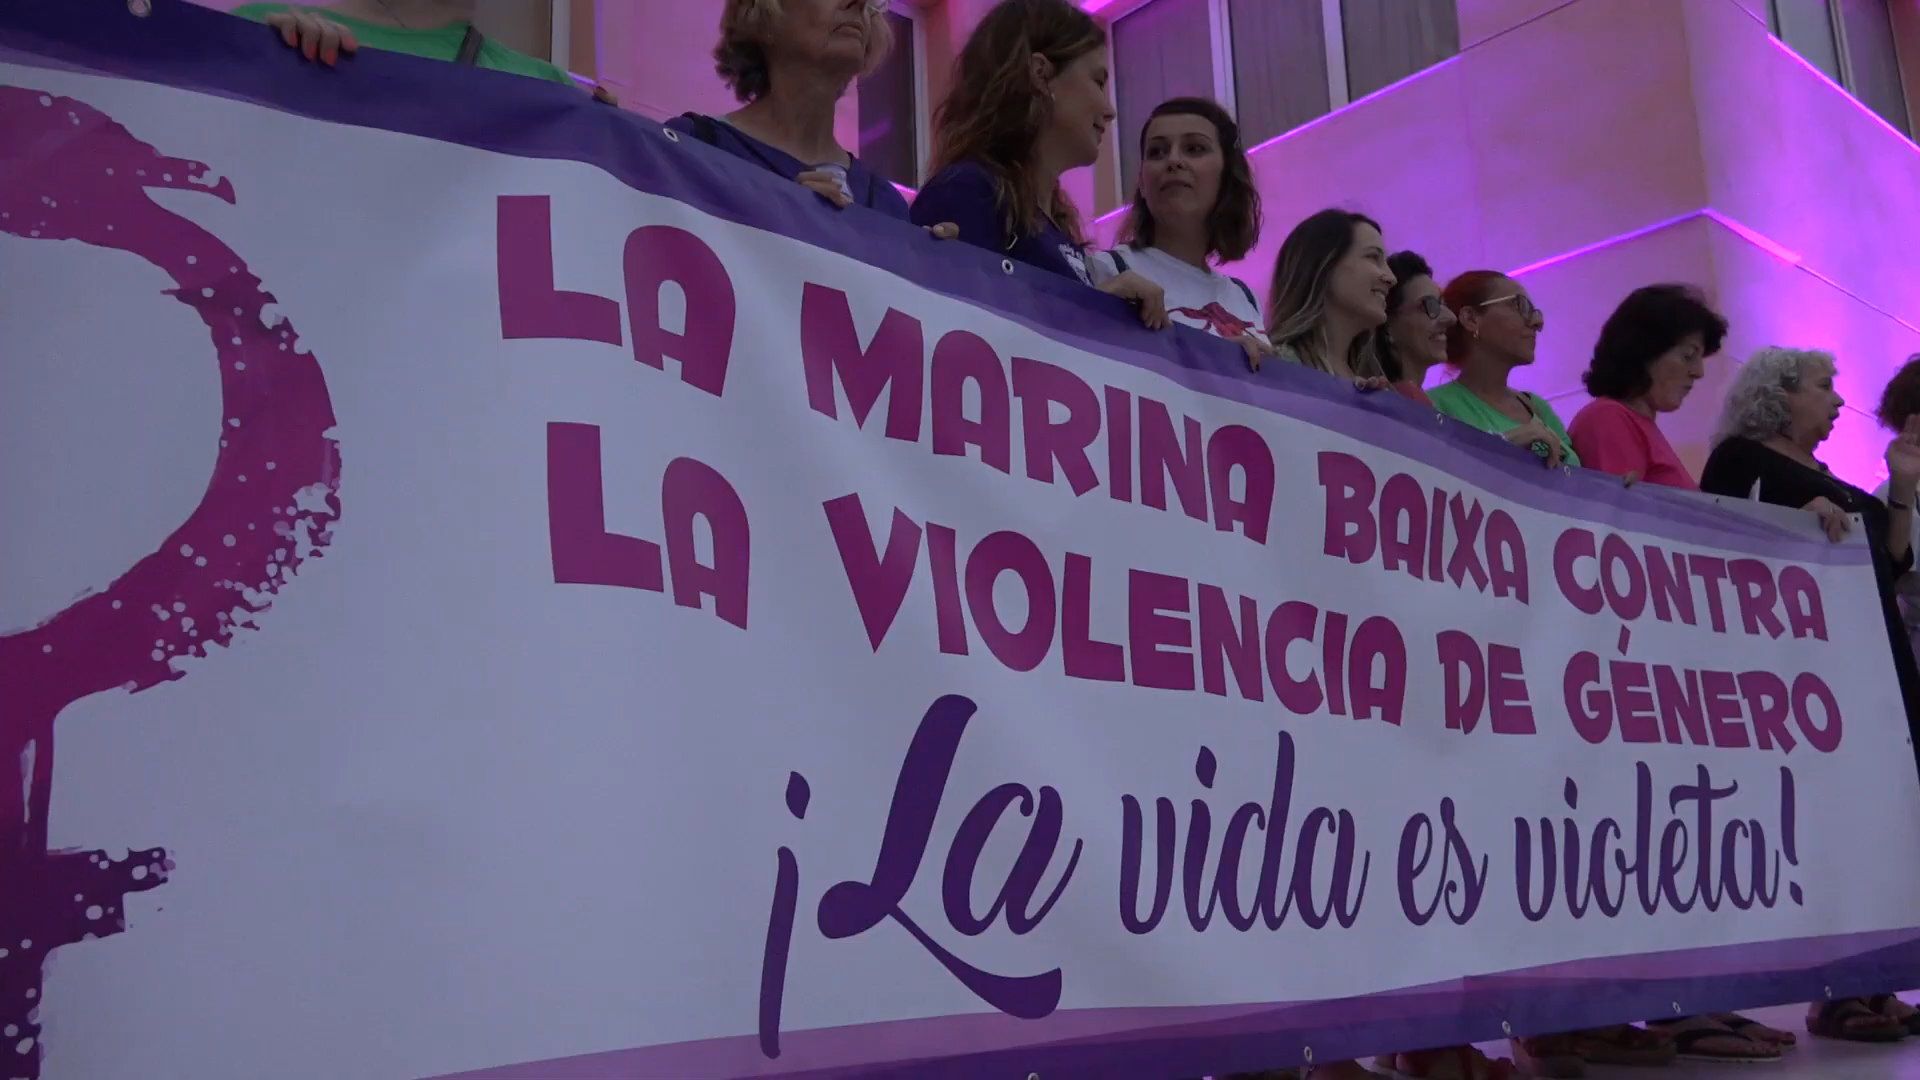 LA MARINA BAIXA CONTRA
LA VIOLENCIA DE GÉNERO
¡La vida es violeta!